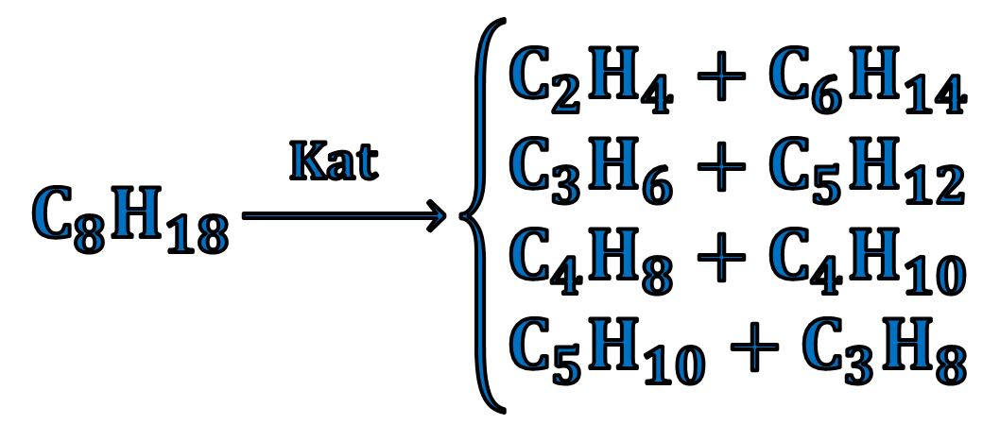 C₂H₄ + C₆H₁₄
Kat
C₃H₆ + C₅H₁₂
C₈H₁₈ →
C₄H₈ + C₄H₁₀
C₅H₁₀ + C₃H₈